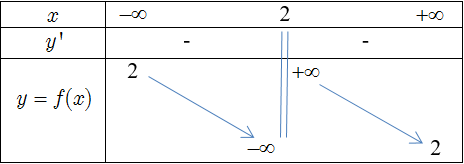 x −∞ 2 +∞
y' - -
2 +∞
y = f(x)
−∞ 2